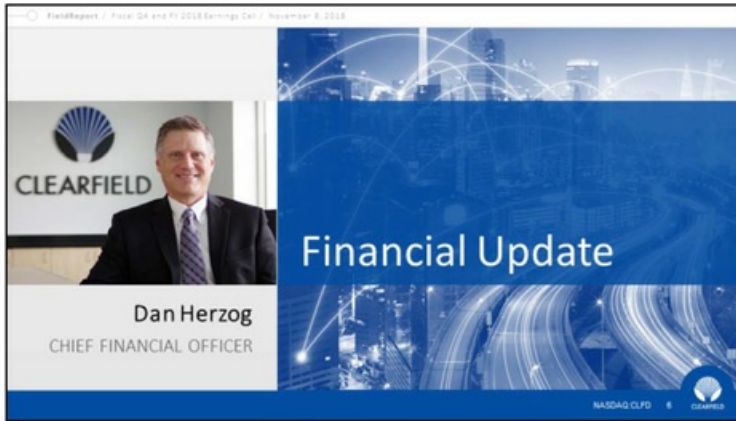 FieldReport / Fiscal Q4 and FY 2018 Earnings Call / November 8, 2018
CLEARFIELD
Financial Update
Dan Herzog
CHIEF FINANCIAL OFFICER
NASDAQ:CLFD 6
CLEARFIELD